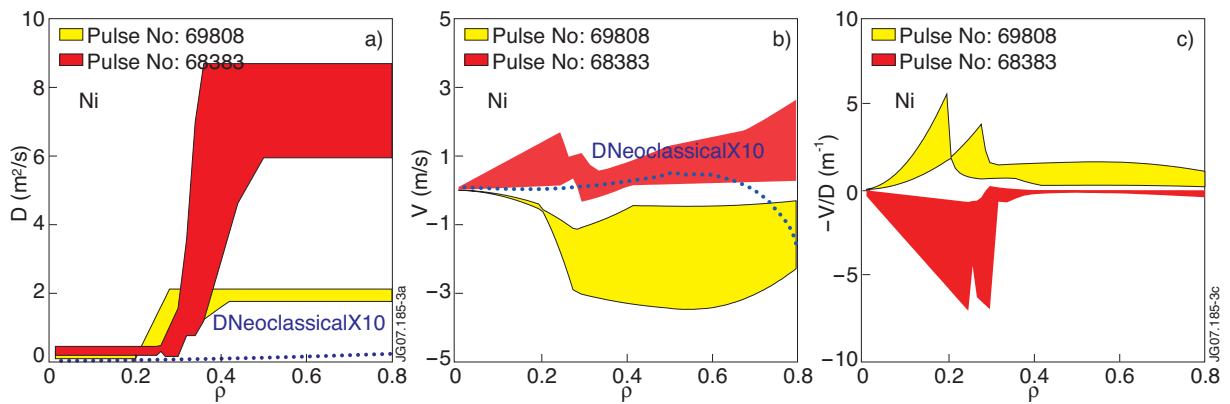 a)
Pulse No: 69808
Pulse No: 68383
Ni
DNeoclassicalX10
D (m²/s)
10
8
6
4
2
0
0
0.2
0.4
0.6
0.8
ρ
JG07.185-3a
b)
Pulse No: 69808
Pulse No: 68383
Ni
DNeoclassicalX10
V (m/s)
5
3
1
−1
−3
−5
0
0.2
0.4
0.6
0.8
ρ
c)
Pulse No: 69808
Pulse No: 68383
Ni
−V/D (m⁻¹)
10
5
0
−5
−10
0
0.2
0.4
0.6
0.8
ρ
JG07.185-3c